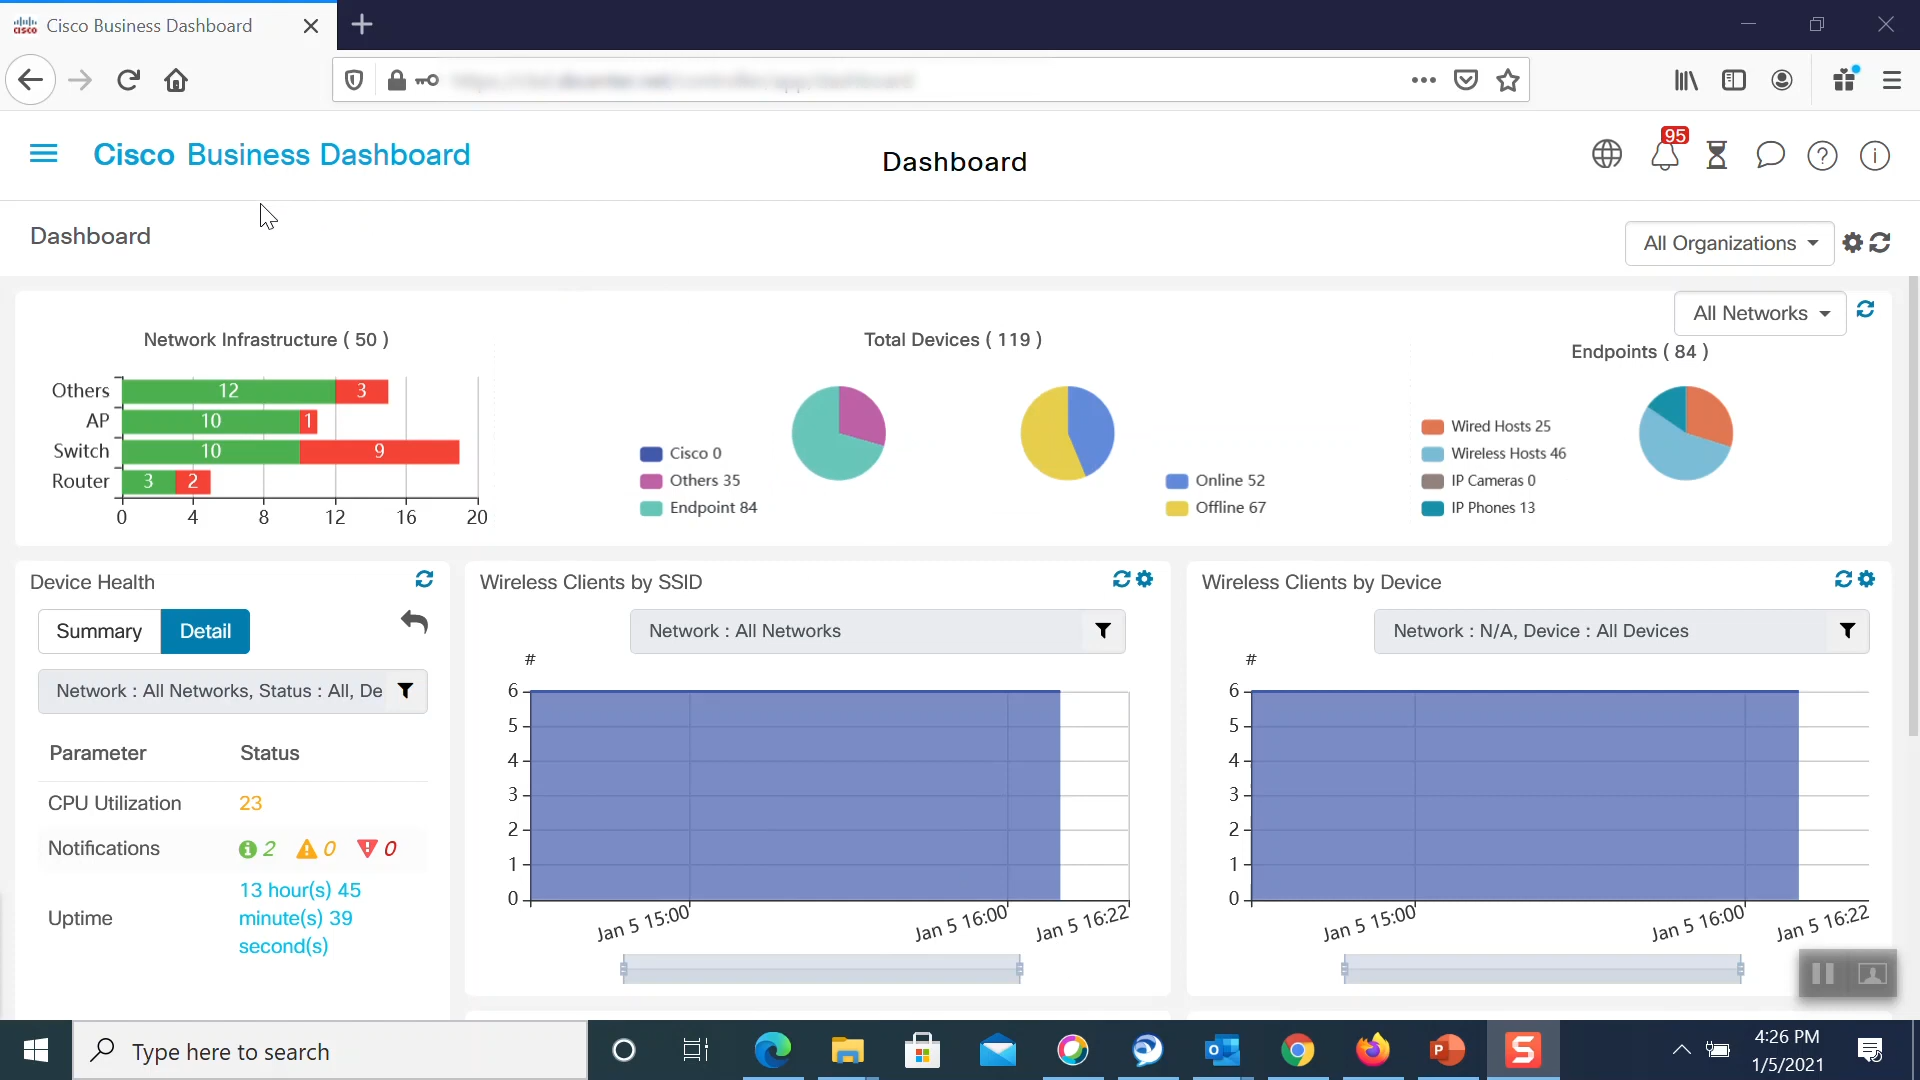 Cisco Business Dashboard
Cisco Business Dashboard
Dashboard
95
Dashboard
All Organizations
All Networks
Network Infrastructure ( 50 )
Others
12
3
AP
10
1
Switch
10
9
Router
3
2
0
4
8
12
16
20
Total Devices ( 119 )
Cisco 0
Others 35
Endpoint 84
Online 52
Offline 67
Endpoints ( 84 )
Wired Hosts 25
Wireless Hosts 46
IP Cameras 0
IP Phones 13
Device Health
Summary
Detail
Network : All Networks, Status : All, De
Parameter
Status
CPU Utilization
23
Notifications
2
0
0
Uptime
13 hour(s) 45
minute(s) 39
second(s)
Wireless Clients by SSID
Network : All Networks
#
6
5
4
3
2
1
0
Jan 5 15:00
Jan 5 16:00
Jan 5 16:22
Wireless Clients by Device
Network : N/A, Device : All Devices
#
6
5
4
3
2
1
0
Jan 5 15:00
Jan 5 16:00
Jan 5 16:22
Type here to search
4:26 PM
1/5/2021